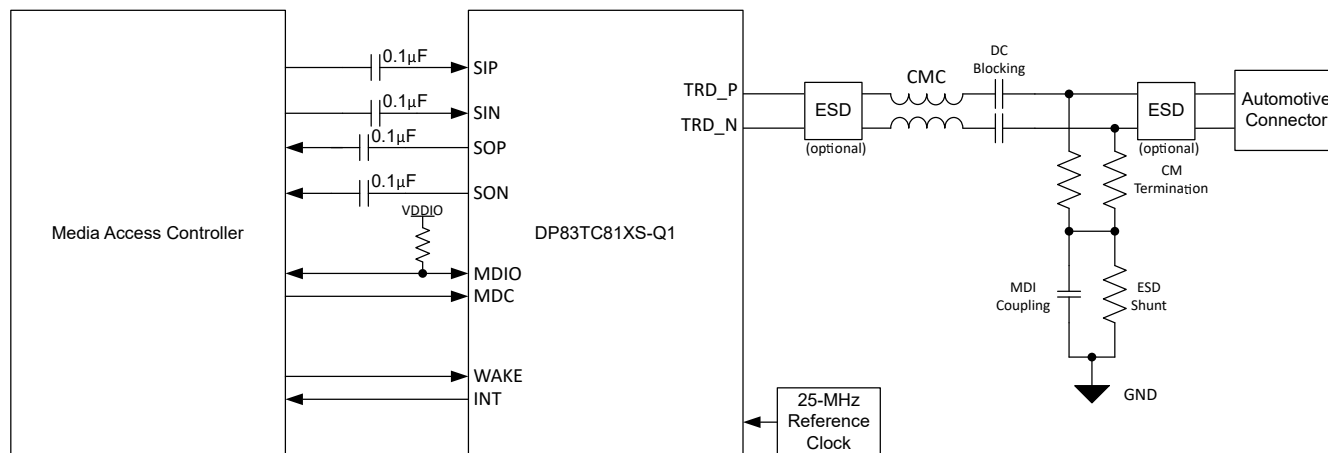 Media Access Controller
0.1µF
0.1µF
0.1µF
0.1µF
VDDIO
SIP
SIN
SOP
SON
MDIO
MDC
WAKE
INT
DP83TC81XS-Q1
TRD_P
TRD_N
ESD
(optional)
CMC
DC
Blocking
ESD
(optional)
Automotive
Connector
CM
Termination
MDI
Coupling
ESD
Shunt
GND
25-MHz
Reference
Clock